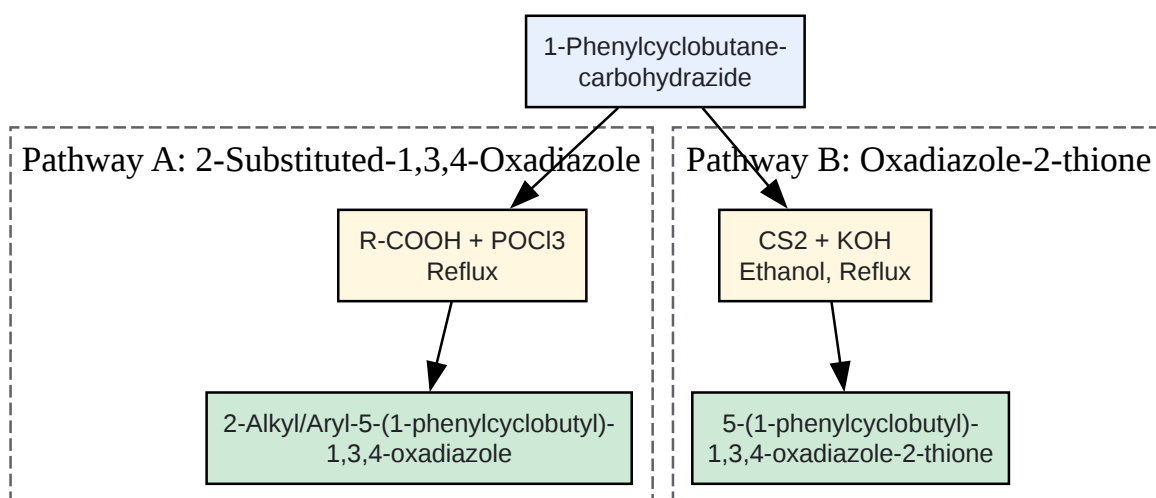 1-Phenylcyclobutane-
carbohydrazide
Pathway A: 2-Substituted-1,3,4-Oxadiazole
R-COOH + POCl3
Reflux
2-Alkyl/Aryl-5-(1-phenylcyclobutyl)-
1,3,4-oxadiazole
Pathway B: Oxadiazole-2-thione
CS2 + KOH
Ethanol, Reflux
5-(1-phenylcyclobutyl)-
1,3,4-oxadiazole-2-thione